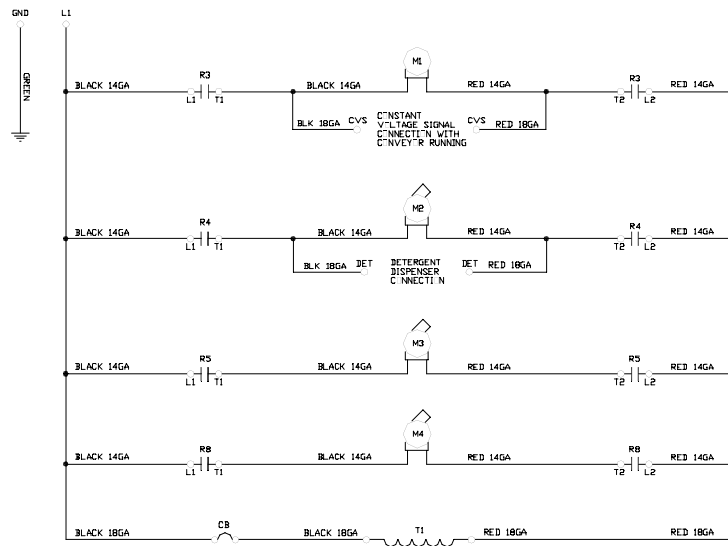 GND L1
GREEN
BLACK 14GA R3 L1 T1 BLACK 14GA M1 RED 14GA R3 T2 L2 RED 14GA
BLK 18GA CVS CONSTANT VOLTAGE SIGNAL CONNECTION WITH CONVEYER RUNNING CVS RED 18GA
BLACK 14GA R4 L1 T1 BLACK 14GA M2 RED 14GA R4 T2 L2 RED 14GA
BLK 18GA DET DETERGENT DISPENSER CONNECTION DET RED 18GA
BLACK 14GA R5 L1 T1 BLACK 14GA M3 RED 14GA R5 T2 L2 RED 14GA
BLACK 14GA R8 L1 T1 BLACK 14GA M4 RED 14GA R8 T2 L2 RED 14GA
BLACK 18GA CB BLACK 18GA T1 RED 18GA RED 18GA